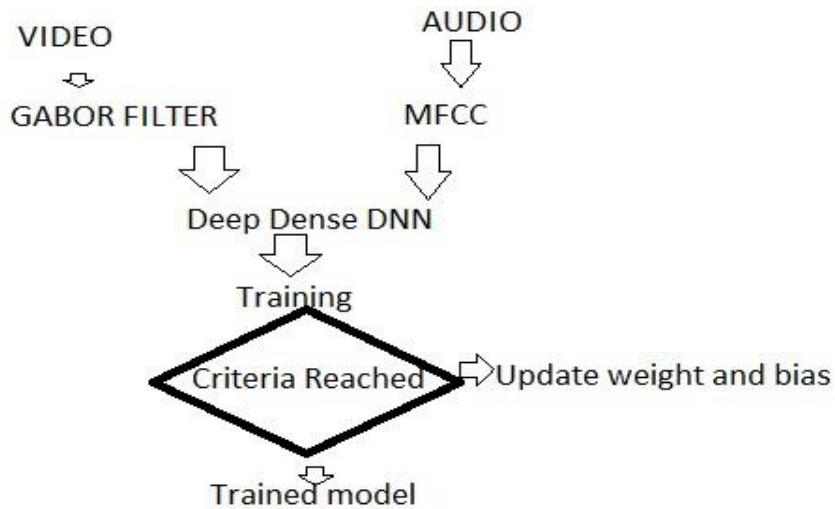 VIDEO
AUDIO
GABOR FILTER
MFCC
Deep Dense DNN
Training
Criteria Reached
Update weight and bias
Trained model